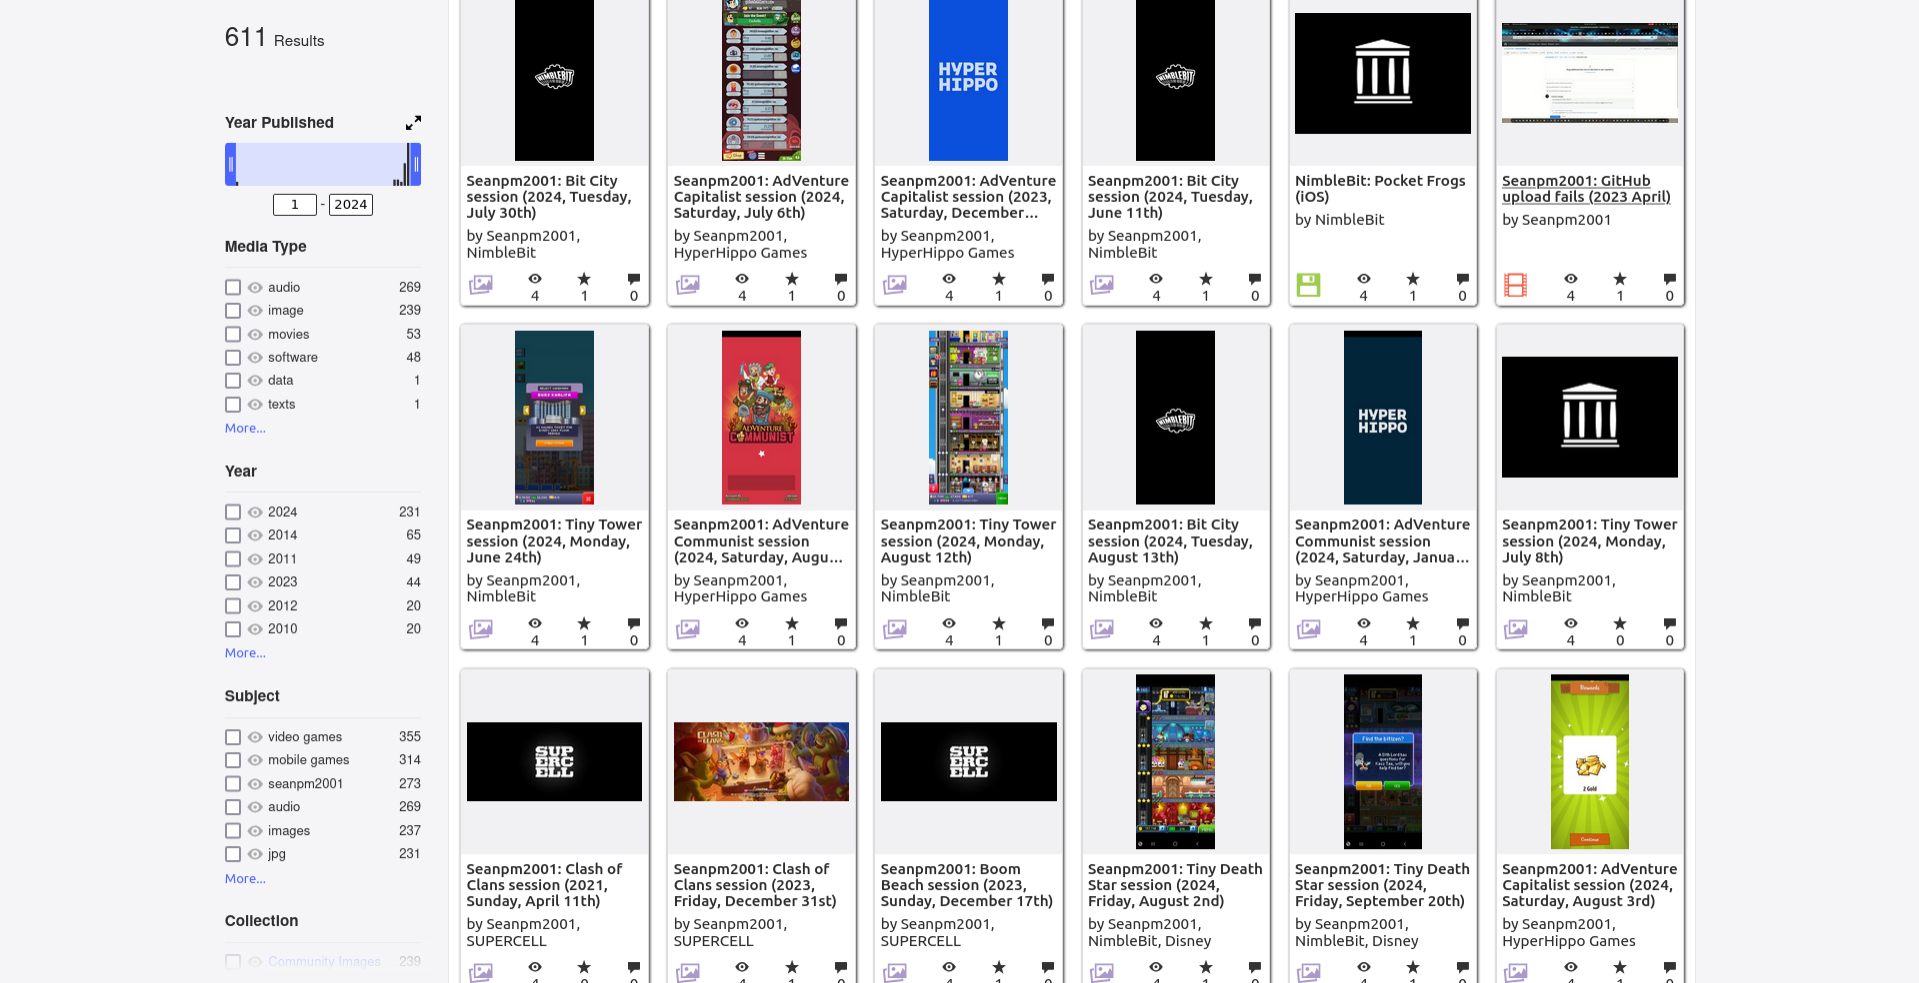 611 Results
Year Published
1 - 2024
Media Type
audio 269
image 239
movies 53
software 48
data 1
texts 1
More...
Year
2024 231
2014 65
2011 49
2023 44
2012 20
2010 20
More...
Subject
video games 355
mobile games 314
seanpm2001 273
audio 269
images 237
jpg 231
More...
Collection
Community Images 239
NIMBLEBIT
Seanpm2001: Bit City
session (2024, Tuesday,
July 30th)
by Seanpm2001,
NimbleBit
4 1 0
Seanpm2001: AdVenture
Capitalist session (2024,
Saturday, July 6th)
by Seanpm2001,
HyperHippo Games
4 1 0
HYPER
HIPPO
Seanpm2001: AdVenture
Capitalist session (2023,
Saturday, December...
by Seanpm2001,
HyperHippo Games
4 1 0
NIMBLEBIT
Seanpm2001: Bit City
session (2024, Tuesday,
June 11th)
by Seanpm2001,
NimbleBit
4 1 0
NimbleBit: Pocket Frogs
(iOS)
by NimbleBit
4 1 0
Seanpm2001: GitHub
upload fails (2023 April)
by Seanpm2001
4 1 0
Seanpm2001: Tiny Tower
session (2024, Monday,
June 24th)
by Seanpm2001,
NimbleBit
4 1 0
ADVENTURE
COMMUNIST
Seanpm2001: AdVenture
Communist session
(2024, Saturday, Augu...
by Seanpm2001,
HyperHippo Games
4 1 0
Seanpm2001: Tiny Tower
session (2024, Monday,
August 12th)
by Seanpm2001,
NimbleBit
4 1 0
NIMBLEBIT
Seanpm2001: Bit City
session (2024, Tuesday,
August 13th)
by Seanpm2001,
NimbleBit
4 1 0
HYPER
HIPPO
Seanpm2001: AdVenture
Communist session
(2024, Saturday, Janua...
by Seanpm2001,
HyperHippo Games
4 1 0
Seanpm2001: Tiny Tower
session (2024, Monday,
July 8th)
by Seanpm2001,
NimbleBit
4 0 0
SUP
ERC
ELL
Seanpm2001: Clash of
Clans session (2021,
Sunday, April 11th)
by Seanpm2001,
SUPERCELL
CLASH
OF CLANS
Seanpm2001: Clash of
Clans session (2023,
Friday, December 31st)
by Seanpm2001,
SUPERCELL
SUP
ERC
ELL
Seanpm2001: Boom
Beach session (2023,
Sunday, December 17th)
by Seanpm2001,
SUPERCELL
Seanpm2001: Tiny Death
Star session (2024,
Friday, August 2nd)
by Seanpm2001,
NimbleBit, Disney
Find the bitizen?
Seanpm2001: Tiny Death
Star session (2024,
Friday, September 20th)
by Seanpm2001,
NimbleBit, Disney
Rewards
2 Gold
Continue
Seanpm2001: AdVenture
Capitalist session (2024,
Saturday, August 3rd)
by Seanpm2001,
HyperHippo Games